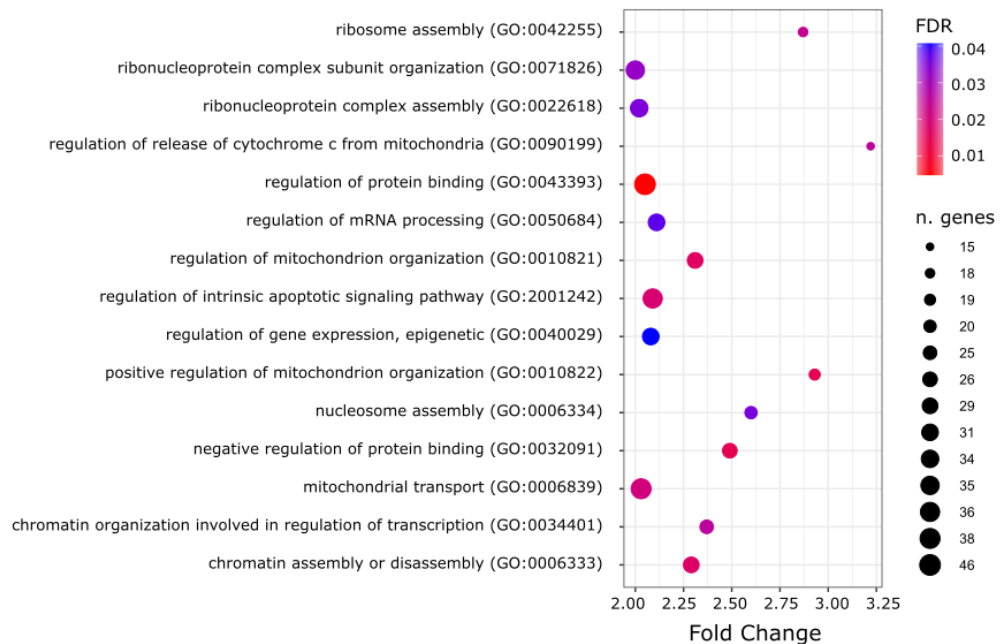 ribosome assembly (GO:0042255)
ribonucleoprotein complex subunit organization (GO:0071826)
ribonucleoprotein complex assembly (GO:0022618)
regulation of release of cytochrome c from mitochondria (GO:0090199)
regulation of protein binding (GO:0043393)
regulation of mRNA processing (GO:0050684)
regulation of mitochondrion organization (GO:0010821)
regulation of intrinsic apoptotic signaling pathway (GO:2001242)
regulation of gene expression, epigenetic (GO:0040029)
positive regulation of mitochondrion organization (GO:0010822)
nucleosome assembly (GO:0006334)
negative regulation of protein binding (GO:0032091)
mitochondrial transport (GO:0006839)
chromatin organization involved in regulation of transcription (GO:0034401)
chromatin assembly or disassembly (GO:0006333)
2.00 2.25 2.50 2.75 3.00 3.25
Fold Change
FDR
0.04
0.03
0.02
0.01
n. genes
15
18
19
20
25
26
29
31
34
35
36
38
46